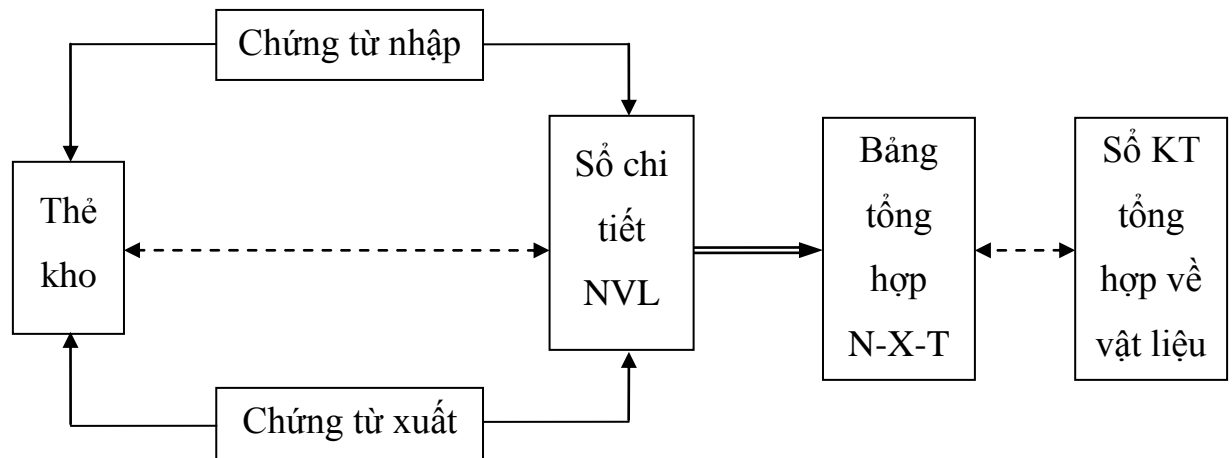 Chứng từ nhập
Thẻ
kho
Sổ chi
tiết
NVL
Bảng
tổng
hợp
N-X-T
Sổ KT
tổng
hợp về
vật liệu
Chứng từ xuất